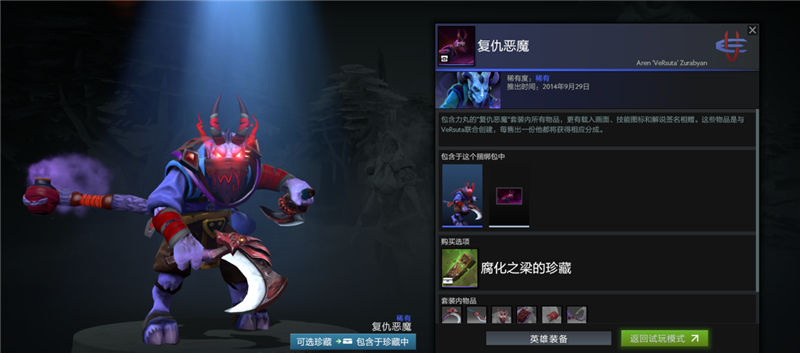 复仇恶魔
Aren 'VeRsuta' Zurabyan
稀有度：稀有
推出时间：2014年9月29日
包含力丸的“复仇恶魔”套装内所有物品，更有载入画面、技能图标和解说签名相赠。这些物品是与
VeRsuta联合创建，每售出一份他都将获得相应分成。
包含于这个捆绑包中
购买选项
腐化之梁的珍藏
套装内物品
英雄装备
返回试玩模式
稀有
复仇恶魔
可选珍藏
包含于珍藏中